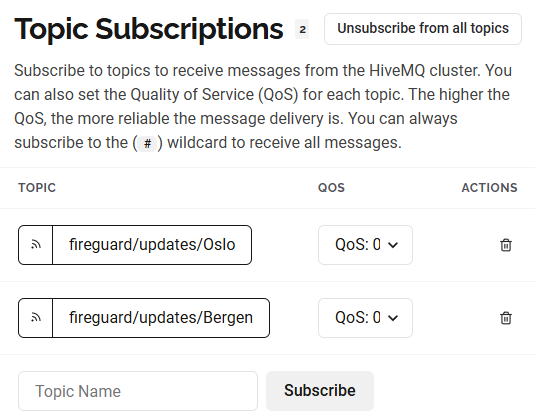 Topic Subscriptions 2 Unsubscribe from all topics
Subscribe to topics to receive messages from the HiveMQ cluster. You
can also set the Quality of Service (QoS) for each topic. The higher the
QoS, the more reliable the message delivery is. You can always
subscribe to the ( # ) wildcard to receive all messages.
TOPIC QOS ACTIONS
fireguard/updates/Oslo QoS: 0
fireguard/updates/Bergen QoS: 0
Topic Name Subscribe